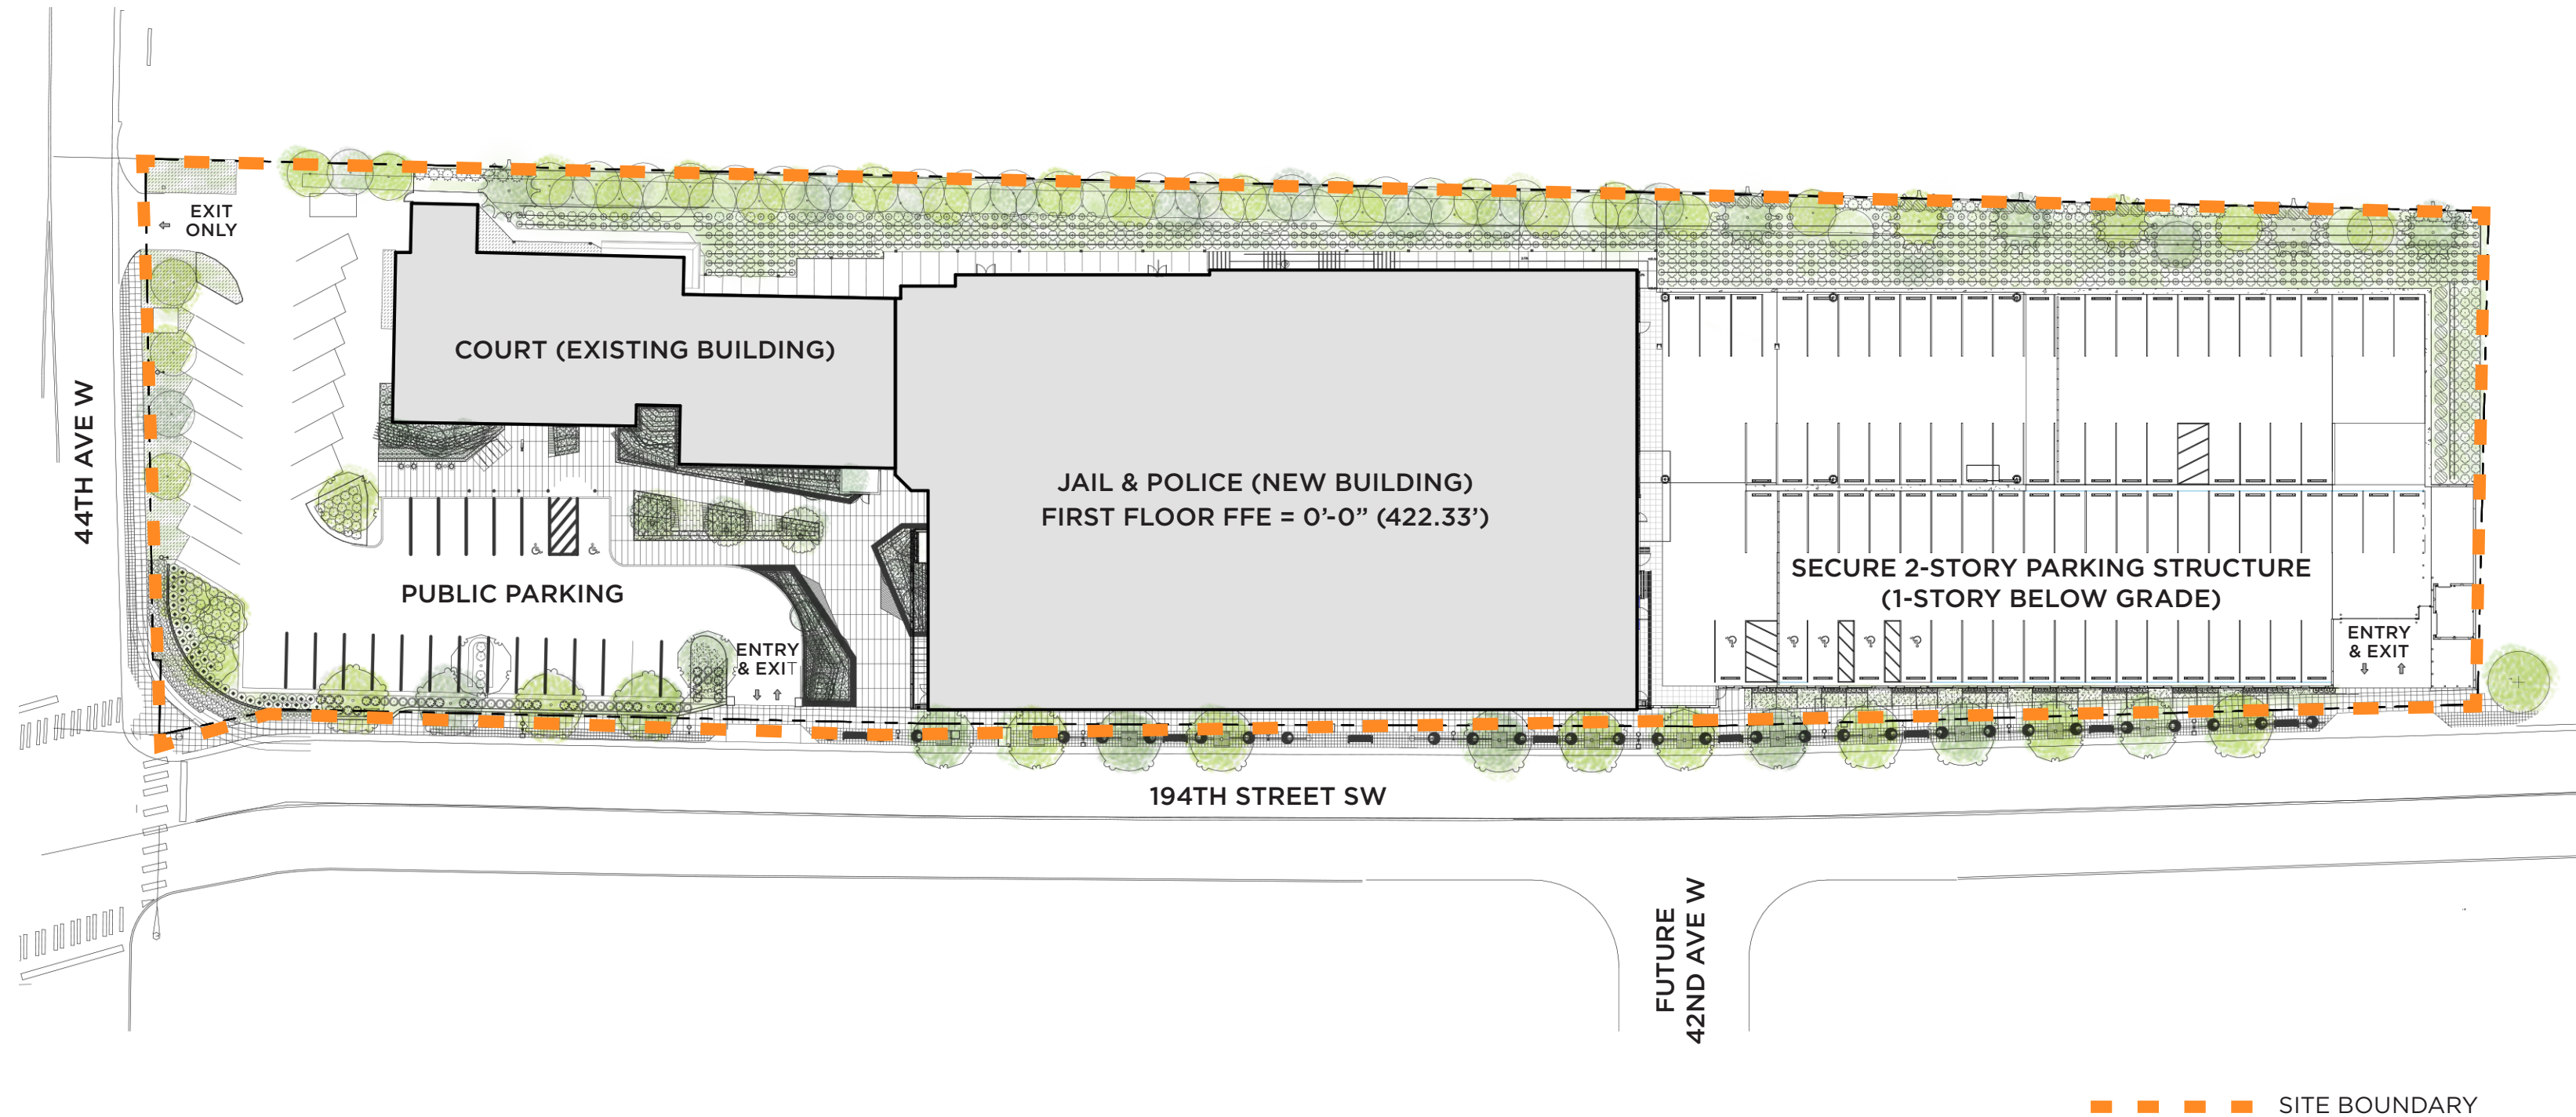 EXIT
ONLY
44TH AVE W
COURT (EXISTING BUILDING)
JAIL & POLICE (NEW BUILDING)
FIRST FLOOR FFE = 0’-0” (422.33’)
PUBLIC PARKING
ENTRY
& EXIT
SECURE 2-STORY PARKING STRUCTURE
(1-STORY BELOW GRADE)
ENTRY
& EXIT
194TH STREET SW
FUTURE
42ND AVE W
SITE BOUNDARY